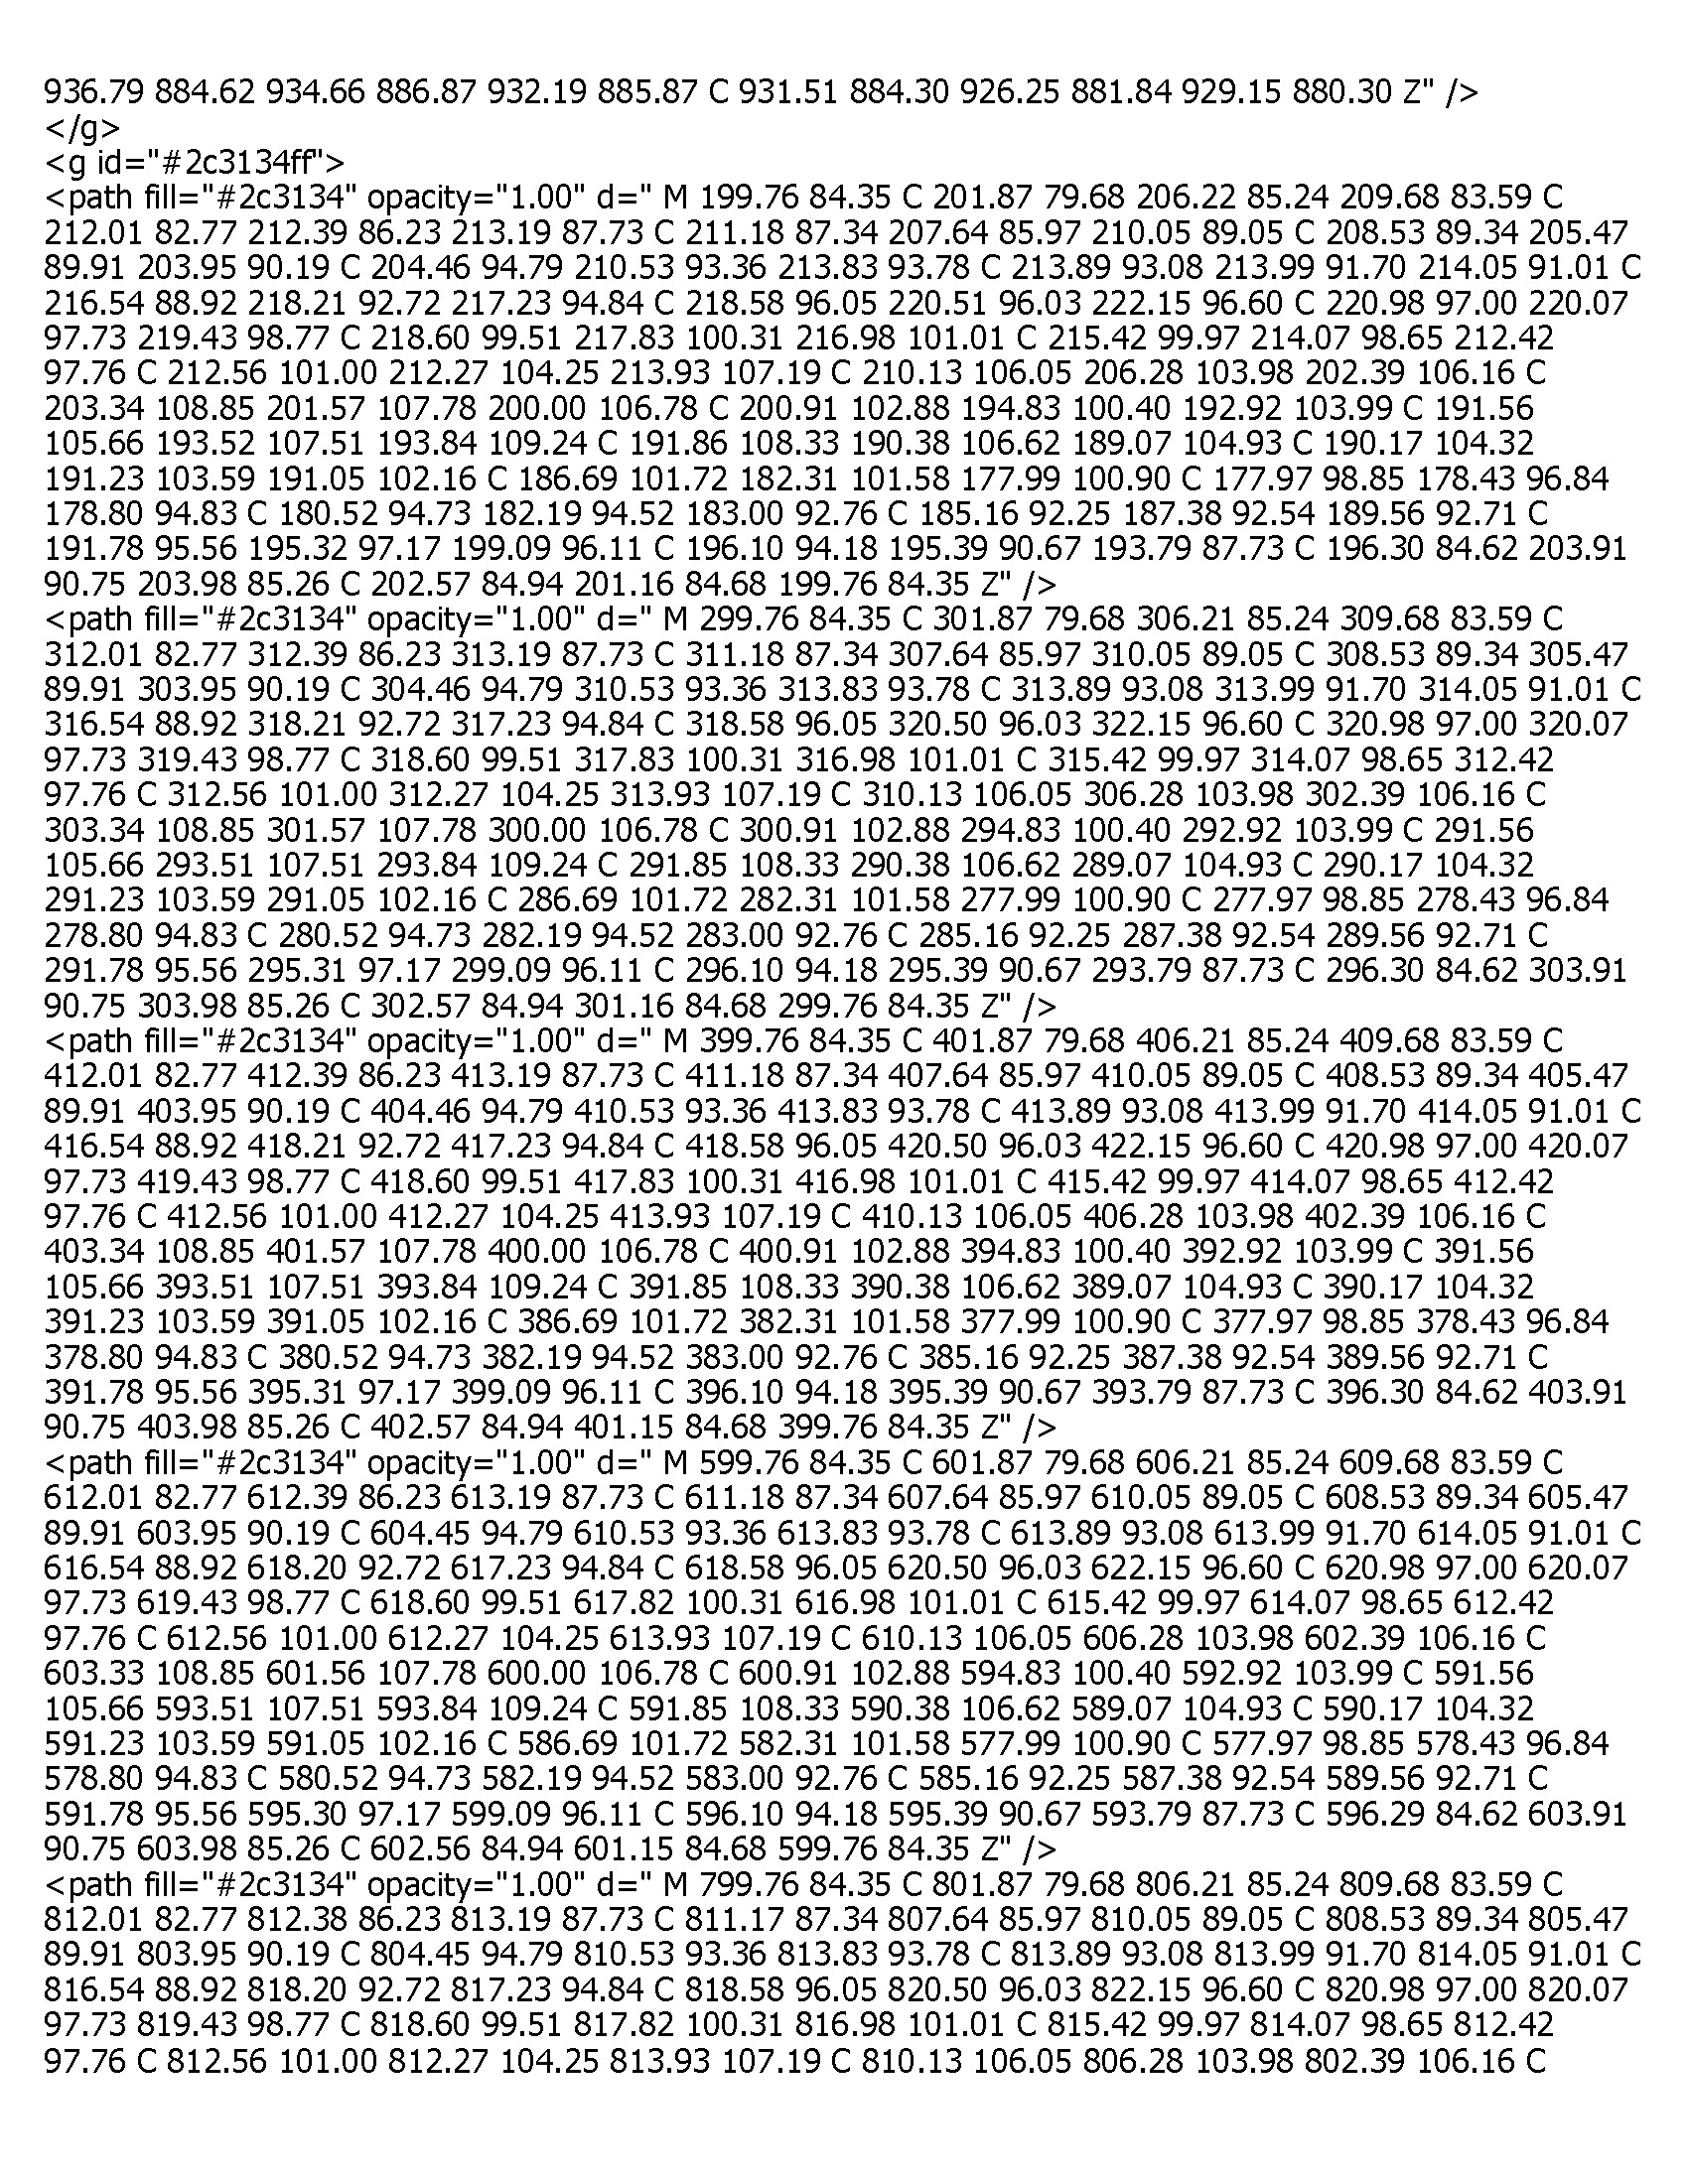 936.79 884.62 934.66 886.87 932.19 885.87 C 931.51 884.30 926.25 881.84 929.15 880.30 Z" />
</g>
<g id="#2c3134ff">
<path fill="#2c3134" opacity="1.00" d=" M 199.76 84.35 C 201.87 79.68 206.22 85.24 209.68 83.59 C
212.01 82.77 212.39 86.23 213.19 87.73 C 211.18 87.34 207.64 85.97 210.05 89.05 C 208.53 89.34 205.47
89.91 203.95 90.19 C 204.46 94.79 210.53 93.36 213.83 93.78 C 213.89 93.08 213.99 91.70 214.05 91.01 C
216.54 88.92 218.21 92.72 217.23 94.84 C 218.58 96.05 220.51 96.03 222.15 96.60 C 220.98 97.00 220.07
97.73 219.43 98.77 C 218.60 99.51 217.83 100.31 216.98 101.01 C 215.42 99.97 214.07 98.65 212.42
97.76 C 212.56 101.00 212.27 104.25 213.93 107.19 C 210.13 106.05 206.28 103.98 202.39 106.16 C
203.34 108.85 201.57 107.78 200.00 106.78 C 200.91 102.88 194.83 100.40 192.92 103.99 C 191.56
105.66 193.52 107.51 193.84 109.24 C 191.86 108.33 190.38 106.62 189.07 104.93 C 190.17 104.32
191.23 103.59 191.05 102.16 C 186.69 101.72 182.31 101.58 177.99 100.90 C 177.97 98.85 178.43 96.84
178.80 94.83 C 180.52 94.73 182.19 94.52 183.00 92.76 C 185.16 92.25 187.38 92.54 189.56 92.71 C
191.78 95.56 195.32 97.17 199.09 96.11 C 196.10 94.18 195.39 90.67 193.79 87.73 C 196.30 84.62 203.91
90.75 203.98 85.26 C 202.57 84.94 201.16 84.68 199.76 84.35 Z" />
<path fill="#2c3134" opacity="1.00" d=" M 299.76 84.35 C 301.87 79.68 306.21 85.24 309.68 83.59 C
312.01 82.77 312.39 86.23 313.19 87.73 C 311.18 87.34 307.64 85.97 310.05 89.05 C 308.53 89.34 305.47
89.91 303.95 90.19 C 304.46 94.79 310.53 93.36 313.83 93.78 C 313.89 93.08 313.99 91.70 314.05 91.01 C
316.54 88.92 318.21 92.72 317.23 94.84 C 318.58 96.05 320.50 96.03 322.15 96.60 C 320.98 97.00 320.07
97.73 319.43 98.77 C 318.60 99.51 317.83 100.31 316.98 101.01 C 315.42 99.97 314.07 98.65 312.42
97.76 C 312.56 101.00 312.27 104.25 313.93 107.19 C 310.13 106.05 306.28 103.98 302.39 106.16 C
303.34 108.85 301.57 107.78 300.00 106.78 C 300.91 102.88 294.83 100.40 292.92 103.99 C 291.56
105.66 293.51 107.51 293.84 109.24 C 291.85 108.33 290.38 106.62 289.07 104.93 C 290.17 104.32
291.23 103.59 291.05 102.16 C 286.69 101.72 282.31 101.58 277.99 100.90 C 277.97 98.85 278.43 96.84
278.80 94.83 C 280.52 94.73 282.19 94.52 283.00 92.76 C 285.16 92.25 287.38 92.54 289.56 92.71 C
291.78 95.56 295.31 97.17 299.09 96.11 C 296.10 94.18 295.39 90.67 293.79 87.73 C 296.30 84.62 303.91
90.75 303.98 85.26 C 302.57 84.94 301.16 84.68 299.76 84.35 Z" />
<path fill="#2c3134" opacity="1.00" d=" M 399.76 84.35 C 401.87 79.68 406.21 85.24 409.68 83.59 C
412.01 82.77 412.39 86.23 413.19 87.73 C 411.18 87.34 407.64 85.97 410.05 89.05 C 408.53 89.34 405.47
89.91 403.95 90.19 C 404.46 94.79 410.53 93.36 413.83 93.78 C 413.89 93.08 413.99 91.70 414.05 91.01 C
416.54 88.92 418.21 92.72 417.23 94.84 C 418.58 96.05 420.50 96.03 422.15 96.60 C 420.98 97.00 420.07
97.73 419.43 98.77 C 418.60 99.51 417.83 100.31 416.98 101.01 C 415.42 99.97 414.07 98.65 412.42
97.76 C 412.56 101.00 412.27 104.25 413.93 107.19 C 410.13 106.05 406.28 103.98 402.39 106.16 C
403.34 108.85 401.57 107.78 400.00 106.78 C 400.91 102.88 394.83 100.40 392.92 103.99 C 391.56
105.66 393.51 107.51 393.84 109.24 C 391.85 108.33 390.38 106.62 389.07 104.93 C 390.17 104.32
391.23 103.59 391.05 102.16 C 386.69 101.72 382.31 101.58 377.99 100.90 C 377.97 98.85 378.43 96.84
378.80 94.83 C 380.52 94.73 382.19 94.52 383.00 92.76 C 385.16 92.25 387.38 92.54 389.56 92.71 C
391.78 95.56 395.31 97.17 399.09 96.11 C 396.10 94.18 395.39 90.67 393.79 87.73 C 396.30 84.62 403.91
90.75 403.98 85.26 C 402.57 84.94 401.15 84.68 399.76 84.35 Z" />
<path fill="#2c3134" opacity="1.00" d=" M 599.76 84.35 C 601.87 79.68 606.21 85.24 609.68 83.59 C
612.01 82.77 612.39 86.23 613.19 87.73 C 611.18 87.34 607.64 85.97 610.05 89.05 C 608.53 89.34 605.47
89.91 603.95 90.19 C 604.45 94.79 610.53 93.36 613.83 93.78 C 613.89 93.08 613.99 91.70 614.05 91.01 C
616.54 88.92 618.20 92.72 617.23 94.84 C 618.58 96.05 620.50 96.03 622.15 96.60 C 620.98 97.00 620.07
97.73 619.43 98.77 C 618.60 99.51 617.82 100.31 616.98 101.01 C 615.42 99.97 614.07 98.65 612.42
97.76 C 612.56 101.00 612.27 104.25 613.93 107.19 C 610.13 106.05 606.28 103.98 602.39 106.16 C
603.33 108.85 601.56 107.78 600.00 106.78 C 600.91 102.88 594.83 100.40 592.92 103.99 C 591.56
105.66 593.51 107.51 593.84 109.24 C 591.85 108.33 590.38 106.62 589.07 104.93 C 590.17 104.32
591.23 103.59 591.05 102.16 C 586.69 101.72 582.31 101.58 577.99 100.90 C 577.97 98.85 578.43 96.84
578.80 94.83 C 580.52 94.73 582.19 94.52 583.00 92.76 C 585.16 92.25 587.38 92.54 589.56 92.71 C
591.78 95.56 595.30 97.17 599.09 96.11 C 596.10 94.18 595.39 90.67 593.79 87.73 C 596.29 84.62 603.91
90.75 603.98 85.26 C 602.56 84.94 601.15 84.68 599.76 84.35 Z" />
<path fill="#2c3134" opacity="1.00" d=" M 799.76 84.35 C 801.87 79.68 806.21 85.24 809.68 83.59 C
812.01 82.77 812.38 86.23 813.19 87.73 C 811.17 87.34 807.64 85.97 810.05 89.05 C 808.53 89.34 805.47
89.91 803.95 90.19 C 804.45 94.79 810.53 93.36 813.83 93.78 C 813.89 93.08 813.99 91.70 814.05 91.01 C
816.54 88.92 818.20 92.72 817.23 94.84 C 818.58 96.05 820.50 96.03 822.15 96.60 C 820.98 97.00 820.07
97.73 819.43 98.77 C 818.60 99.51 817.82 100.31 816.98 101.01 C 815.42 99.97 814.07 98.65 812.42
97.76 C 812.56 101.00 812.27 104.25 813.93 107.19 C 810.13 106.05 806.28 103.98 802.39 106.16 C